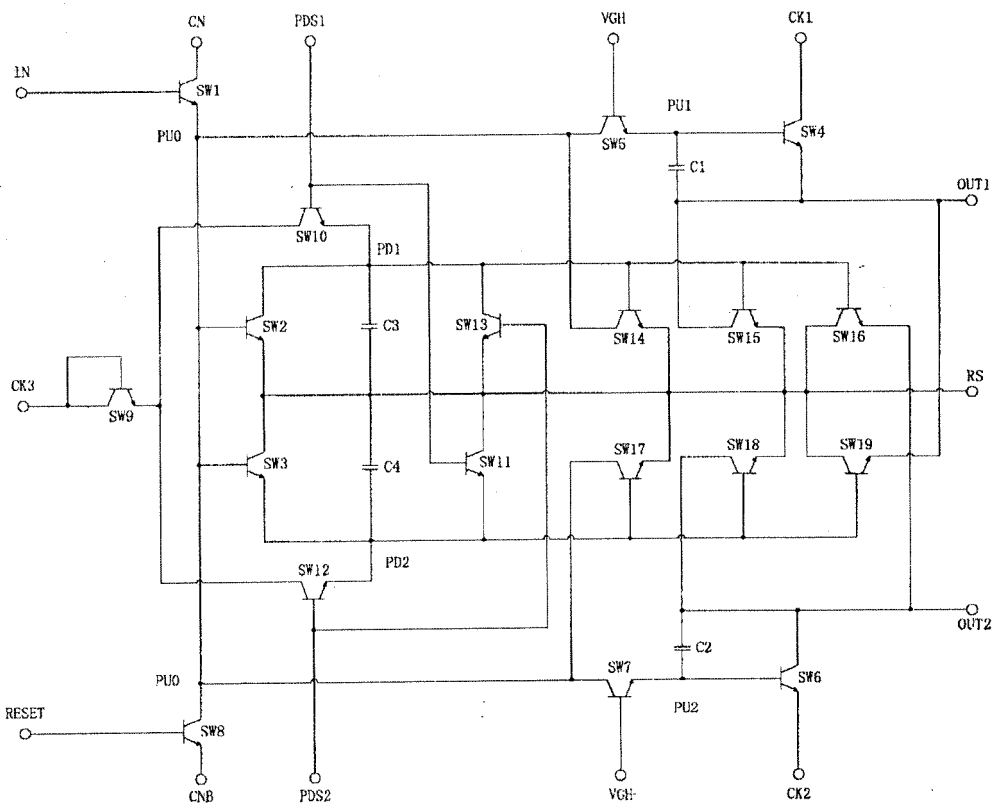 CN
PDS1
VGH
CK1
IN
SW1
PU1
PU0
SW5
SW4
C1
OUT1
SW10
PD1
SW2
C3
SW13
SW14
SW15
SW16
CK3
RS
SW9
SW3
C4
SW11
SW17
SW18
SW19
PD2
SW12
OUT2
C2
SW7
SW6
PU0
PU2
RESET
SW8
CNB
PDS2
VGH
CK2